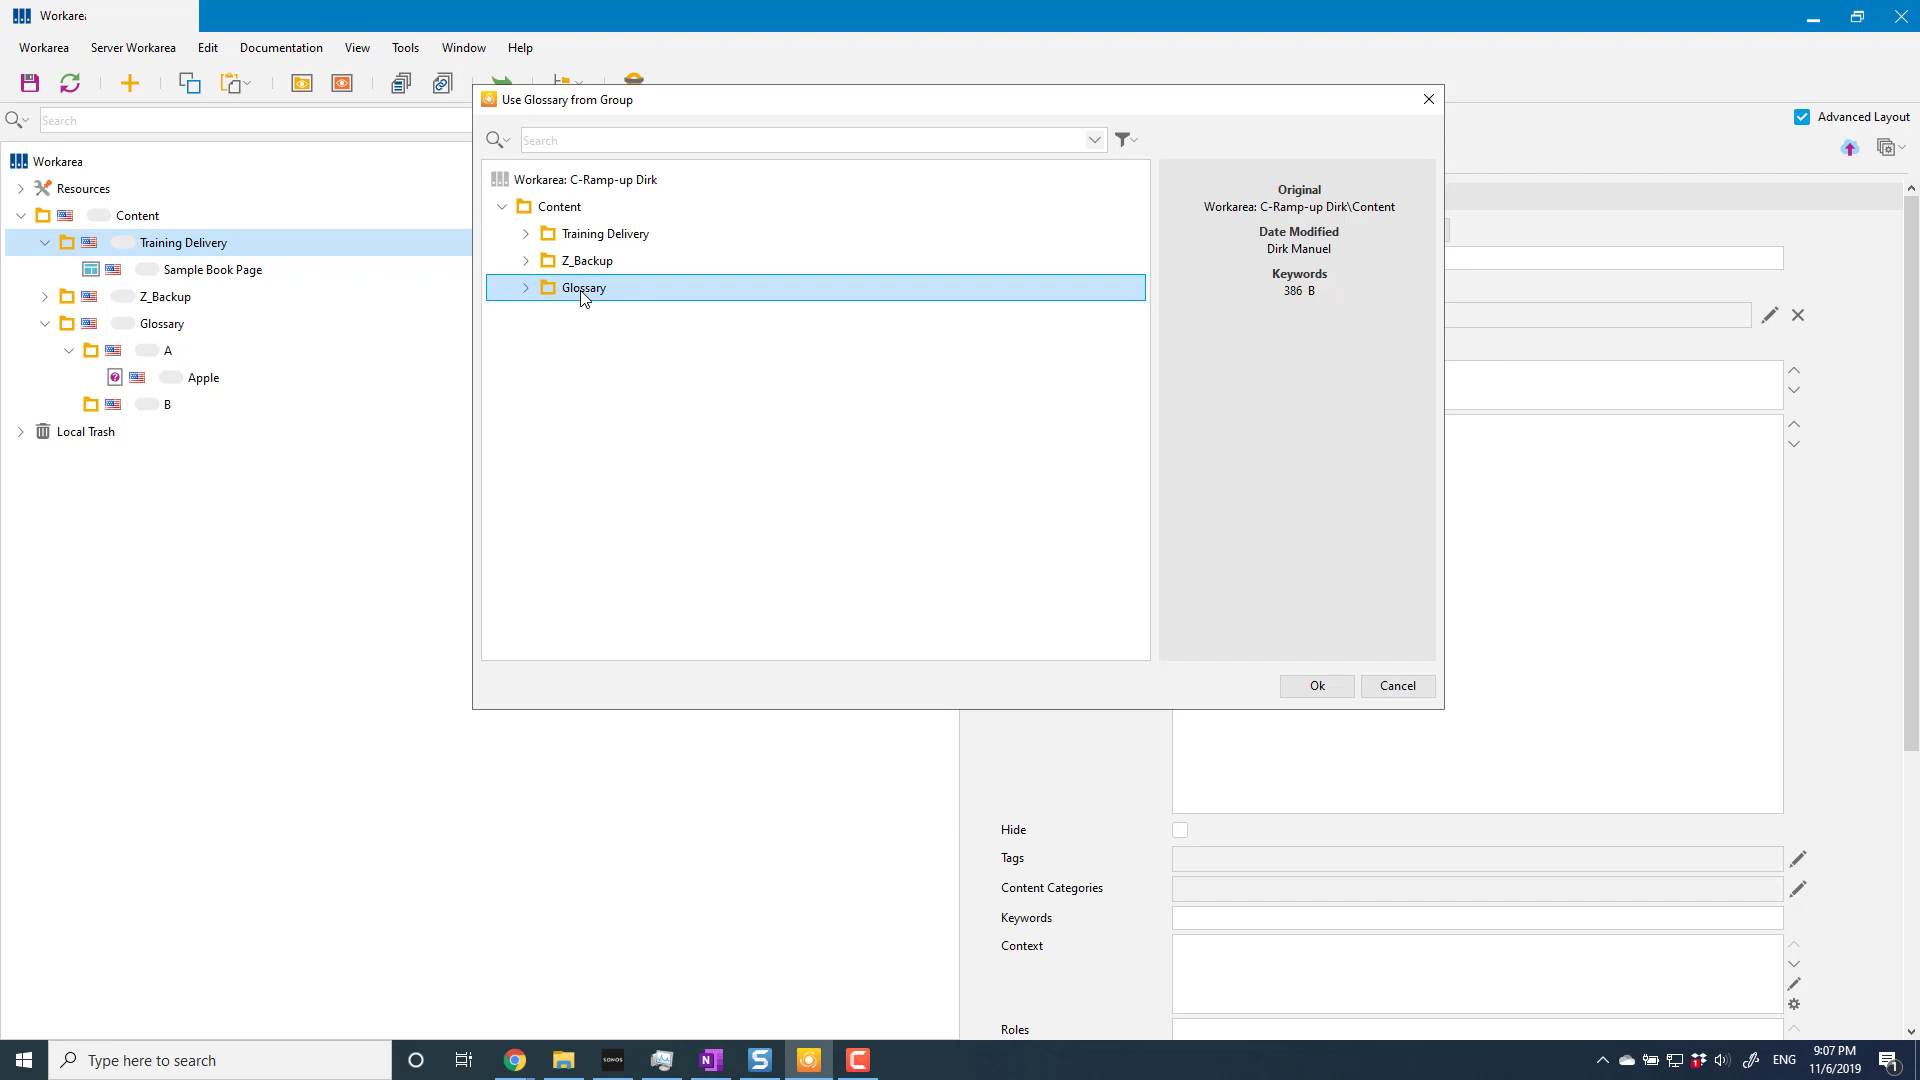 Workarea
Workarea Server Workarea Edit Documentation View Tools Window Help
Search
Advanced Layout
Workarea
Resources
Content
Training Delivery
Sample Book Page
Z_Backup
Glossary
A
Apple
B
Local Trash
Use Glossary from Group
Search
Workarea: C-Ramp-up Dirk
Content
Training Delivery
Z_Backup
Glossary
Original
Workarea: C-Ramp-up Dirk\Content
Date Modified
Dirk Manuel
Keywords
386 B
Ok Cancel
Hide
Tags
Content Categories
Keywords
Context
Roles
Type here to search
SONOS
ENG
9:07 PM
11/6/2019
1